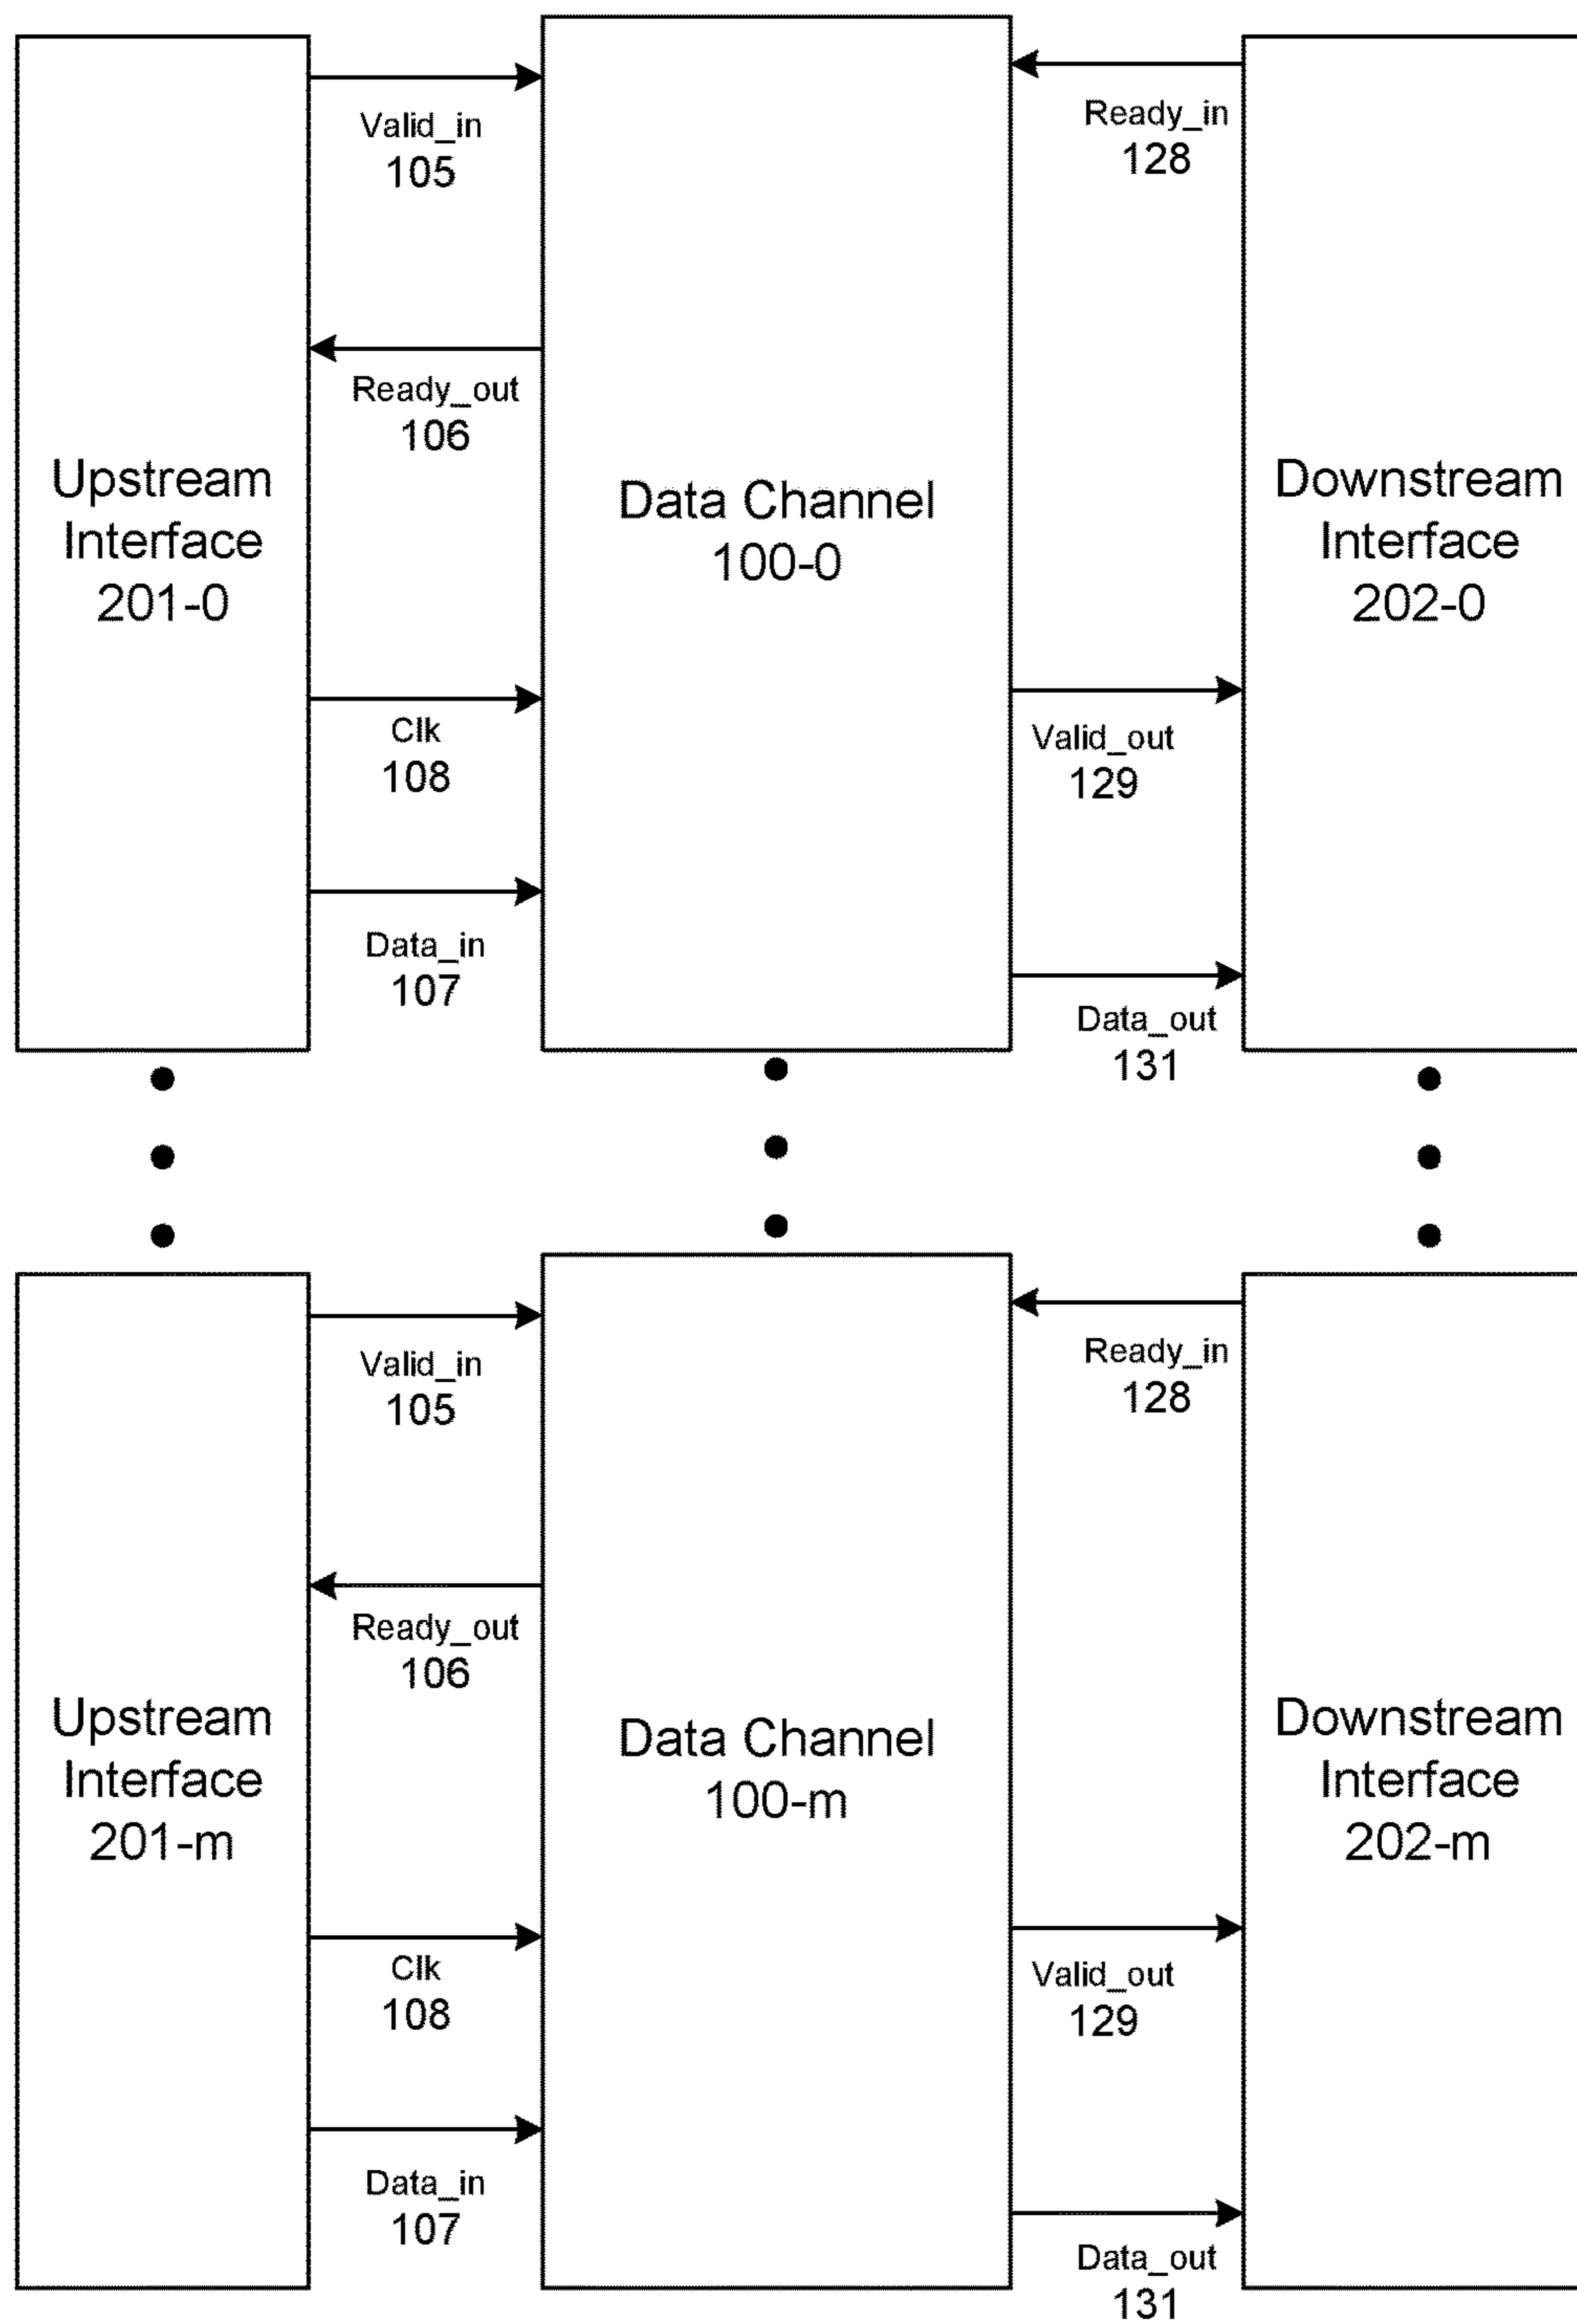 Valid_in
105
Ready_out
106
Upstream
Interface
201-0
Clk
108
Data_in
107
Data Channel
100-0
Ready_in
128
Downstream
Interface
202-0
Valid_out
129
Data_out
131
Valid_in
105
Ready_out
106
Upstream
Interface
201-m
Clk
108
Data_in
107
Data Channel
100-m
Ready_in
128
Downstream
Interface
202-m
Valid_out
129
Data_out
131